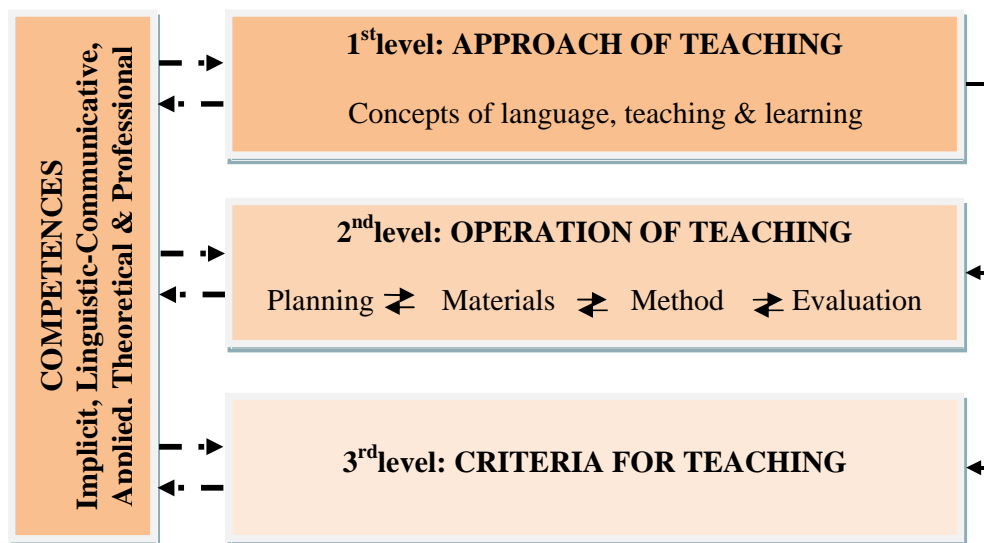 COMPETENCES
Implicit, Linguistic-Communicative,
Applied, Theoretical & Professional
1st level: APPROACH OF TEACHING
Concepts of language, teaching & learning
2nd level: OPERATION OF TEACHING
Planning ⇄ Materials ⇄ Method ⇄ Evaluation
3rd level: CRITERIA FOR TEACHING